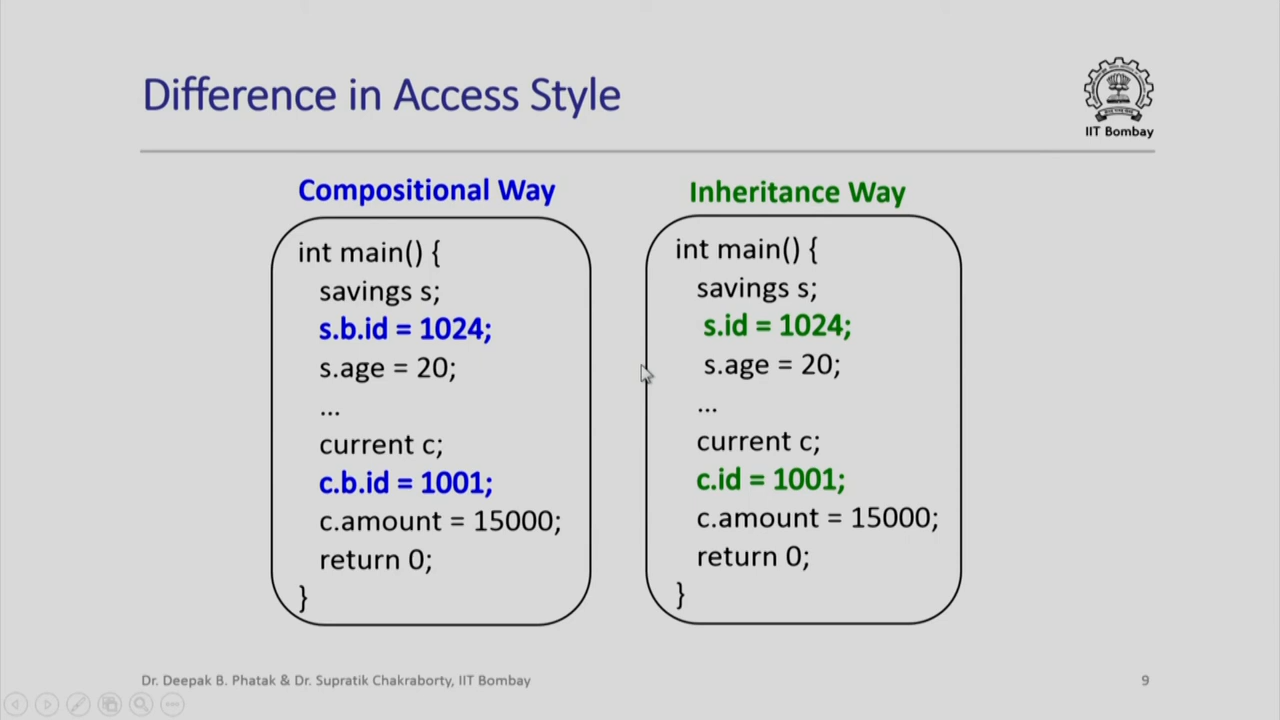 Difference in Access Style
IIT Bombay
Compositional Way
int main() {
savings s;
s.b.id = 1024;
s.age = 20;
...
current c;
c.b.id = 1001;
c.amount = 15000;
return 0;
}
Inheritance Way
int main() {
savings s;
s.id = 1024;
s.age = 20;
...
current c;
c.id = 1001;
c.amount = 15000;
return 0;
}
Dr. Deepak B. Phatak & Dr. Supratik Chakraborty, IIT Bombay
9